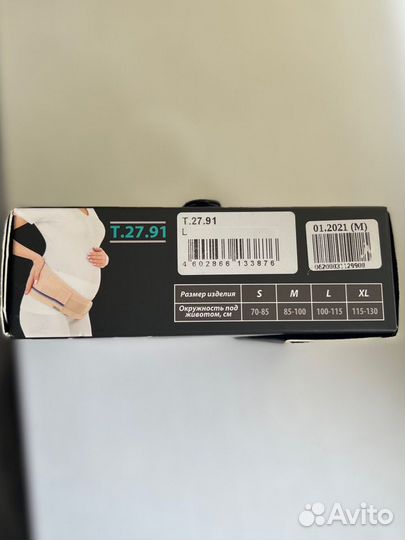 T.27.91
T.27.91
L
4 602866 133876
01.2021 (M)
06200031129900
Размер изделия S M L XL
Окружность под животом, см 70-85 85-100 100-115 115-130
Avito